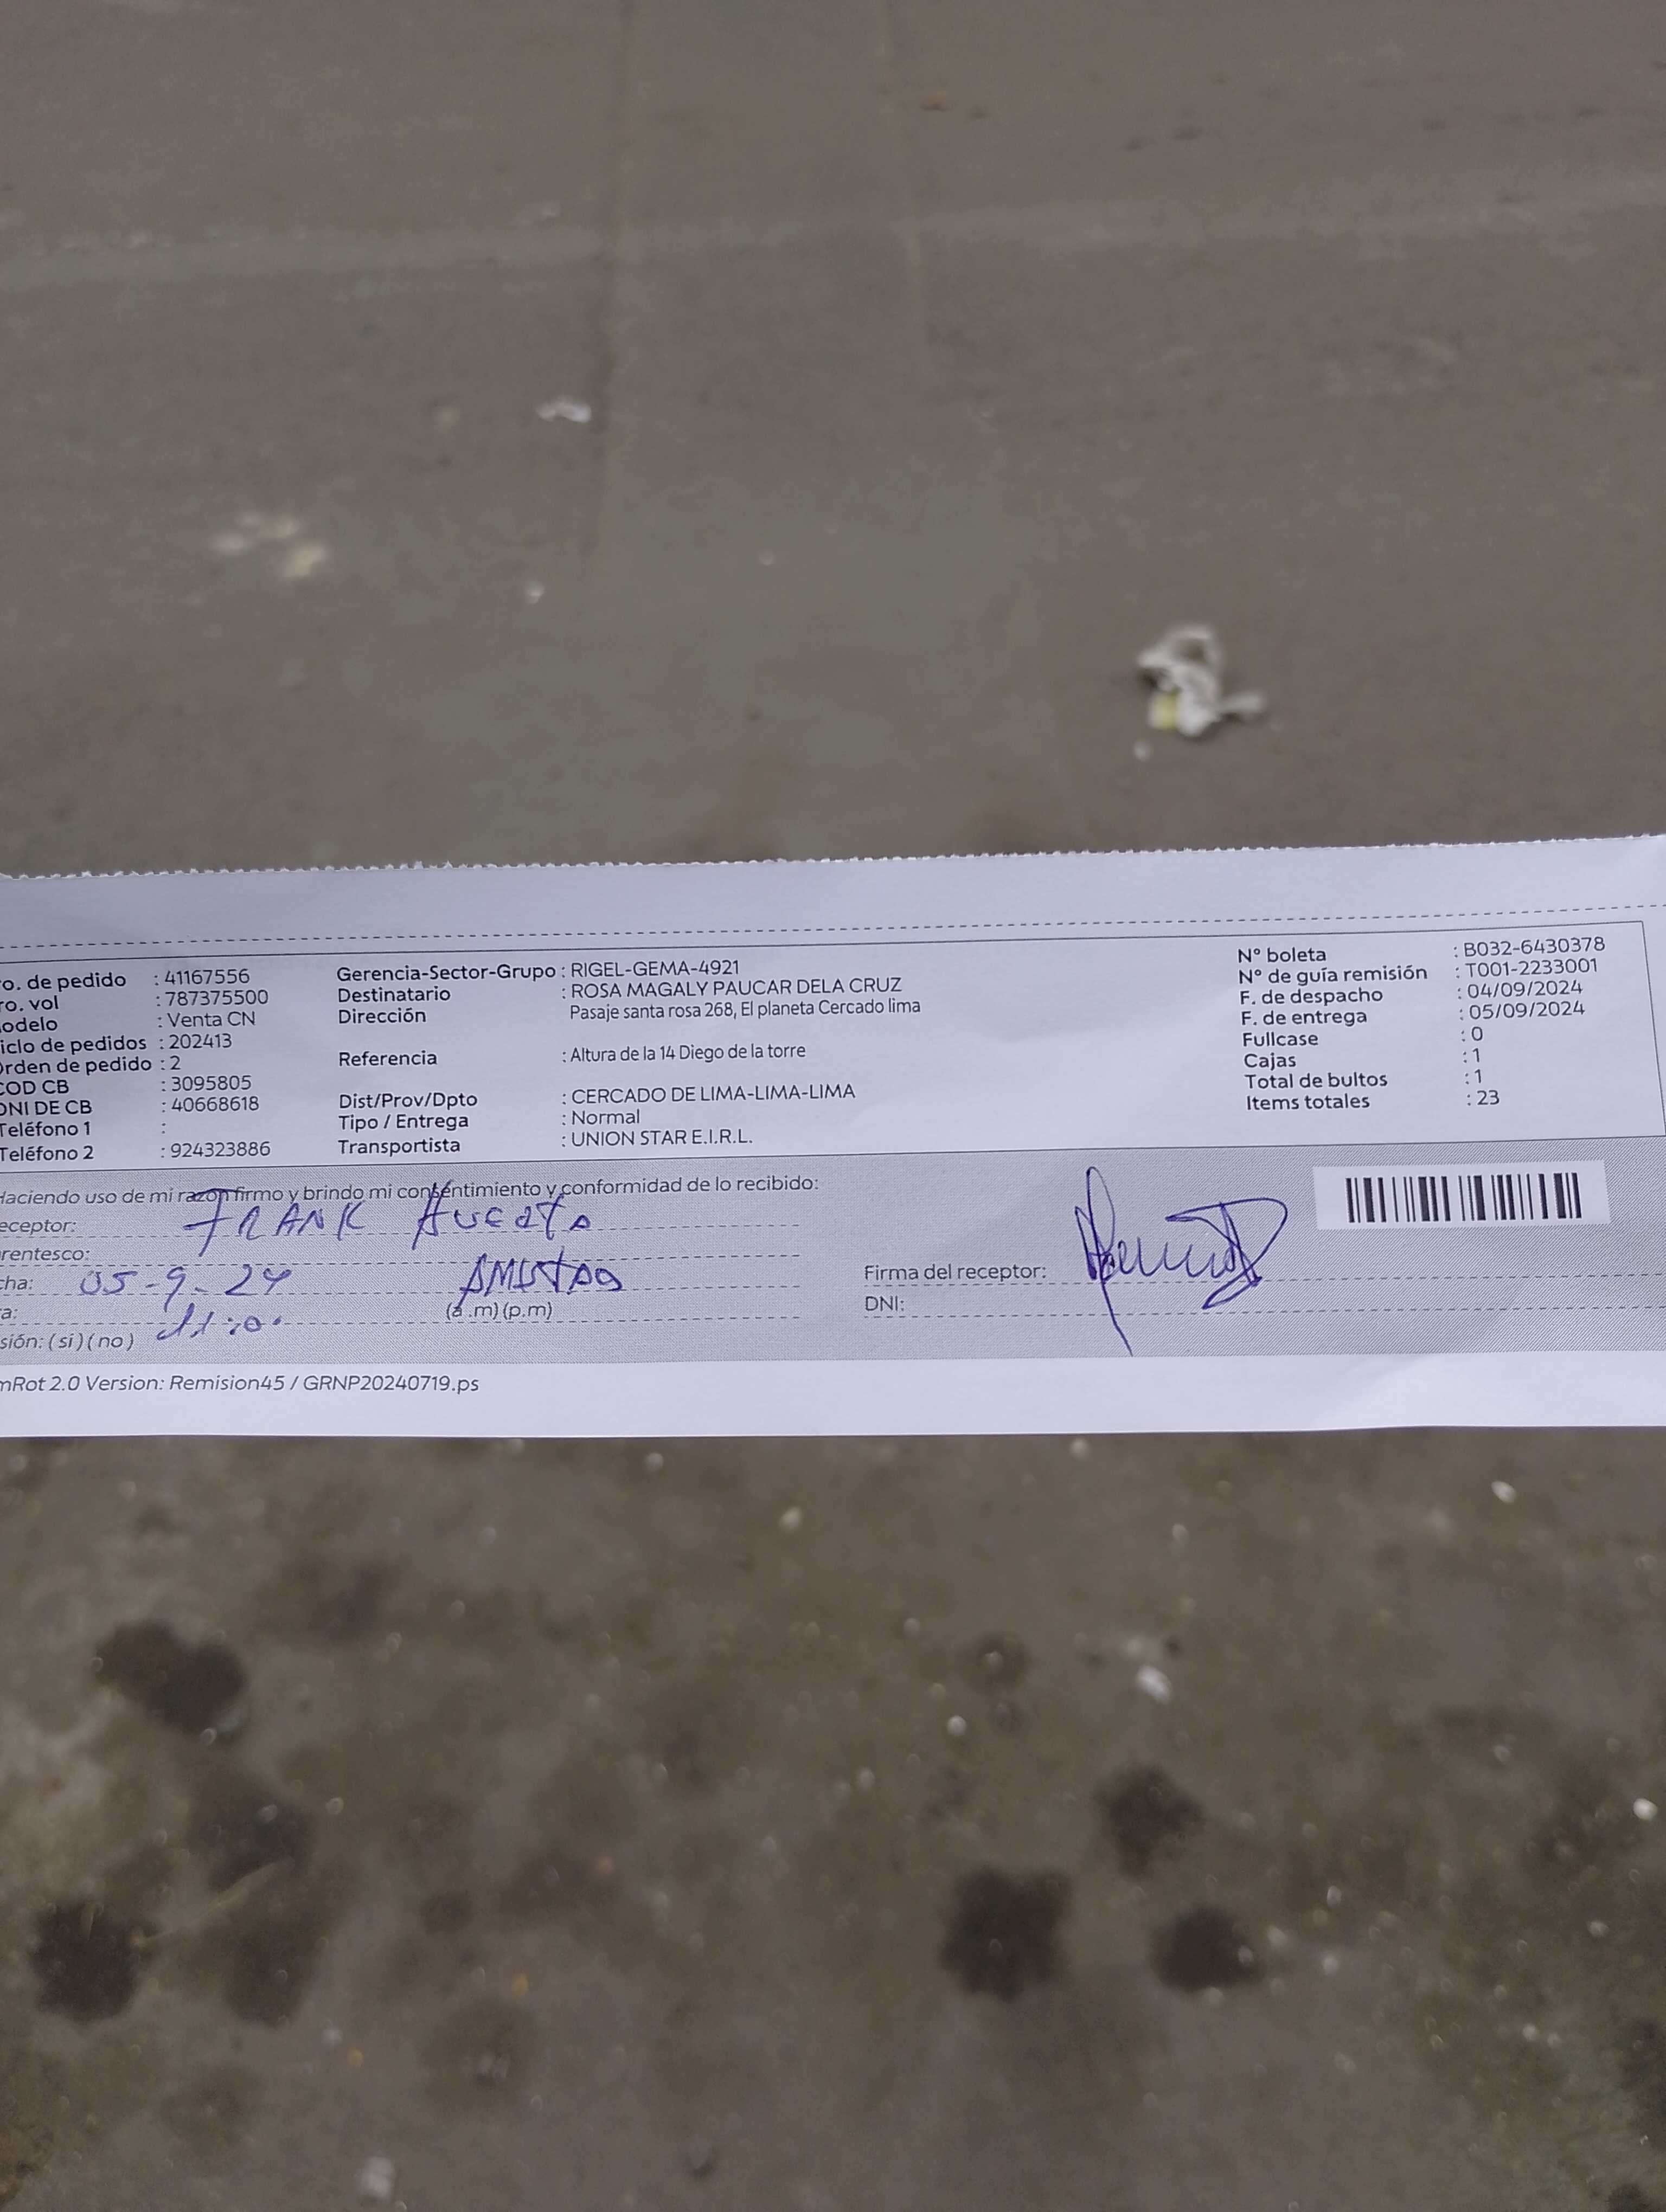 o. de pedido : 41167556 Gerencia-Sector-Grupo : RIGEL-GEMA-4921 N° boleta : B032-6430378
ro. vol : 787375500 Destinatario : ROSA MAGALY PAUCAR DELA CRUZ N° de guía remisión : T001-2233001
odelo : Venta CN Dirección Pasaje santa rosa 268, El planeta Cercado lima F. de despacho : 04/09/2024
iclo de pedidos : 202413 F. de entrega : 05/09/2024
Orden de pedido : 2 Referencia : Altura de la 14 Diego de la torre Fullcase : 0
COD CB : 3095805 Cajas : 1
DNI DE CB : 40668618 Dist/Prov/Dpto : CERCADO DE LIMA-LIMA-LIMA Total de bultos : 1
Teléfono 1 : Tipo / Entrega : Normal Items totales : 23
Teléfono 2 : 924323886 Transportista : UNION STAR E.I.R.L.
Haciendo uso de mi razón firmo y brindo mi consentimiento y conformidad de lo recibido:
eceptor: FRANK
rentesco:
cha: 05-9-24 AMISTAD Firma del receptor:
a: 11:00 (a.m) (p.m) DNI:
sión: (si) (no)
mRot 2.0 Version: Remision45 / GRNP20240719.ps